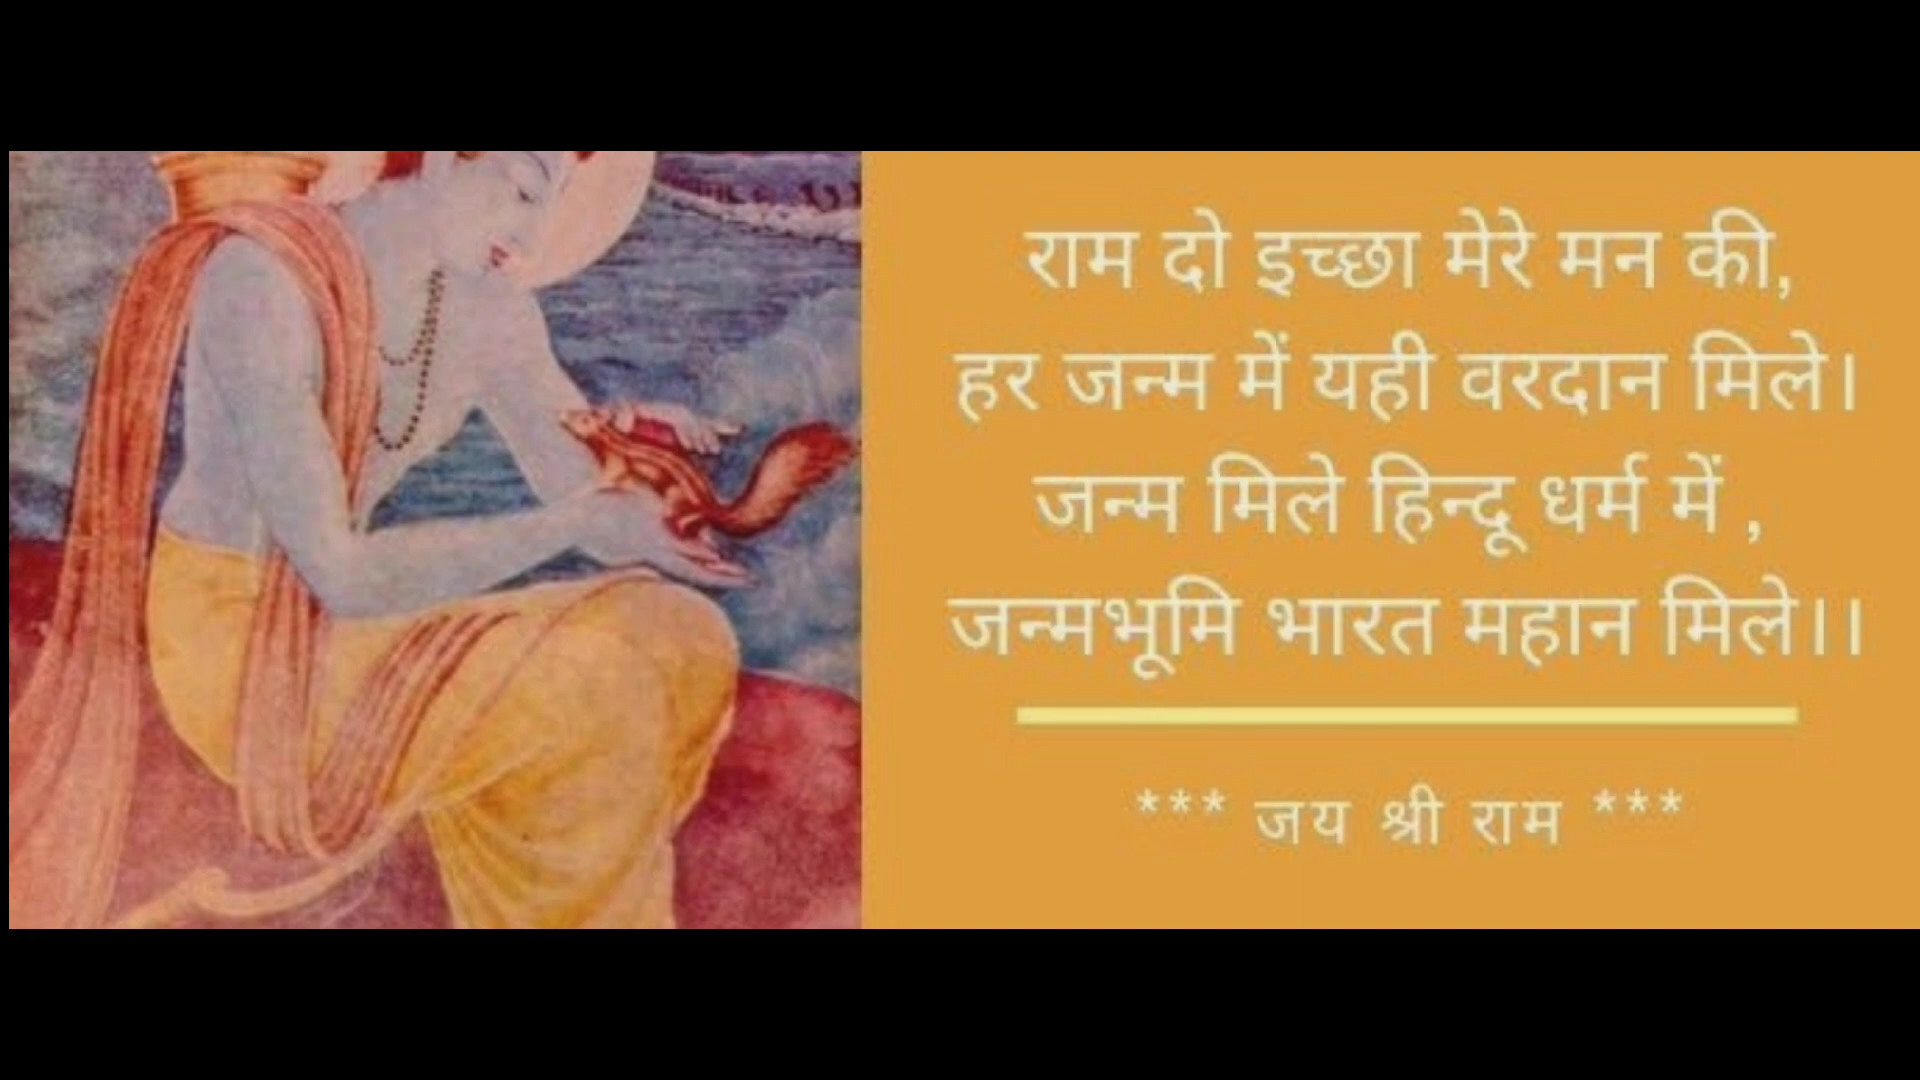 राम दो इच्छा मेरे मन की,
हर जन्म में यही वरदान मिले।
जन्म मिले हिन्दू धर्म में ,
जन्मभूमि भारत महान मिले।।
*** जय श्री राम ***